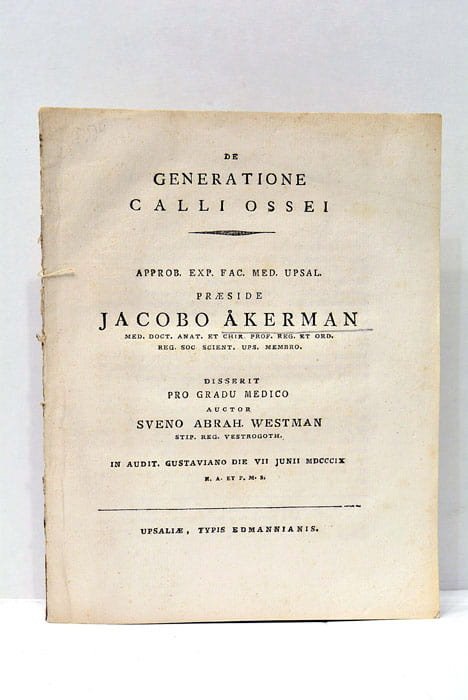 DE
GENERATIONE
CALLI OSSEI
APPROB. EXP. FAC. MED. UPSAL.
PRÆSIDE
JACOBO ÅKERMAN
MED. DOCT. ANAT. ET CHIR. PROF. REG. ET ORD.
REG. SOC. SCIENT. UPS. MEMBRO.
DISSERIT
PRO GRADU MEDICO
AUCTOR
SVENO ABRAH. WESTMAN
STIP. REG. VESTROGOTH.
IN AUDIT. GUSTAVIANO DIE VII JUNII MDCCCIX
H. A. ET P. M. S.
UPSALIÆ, TYPIS EDMANNIANIS.